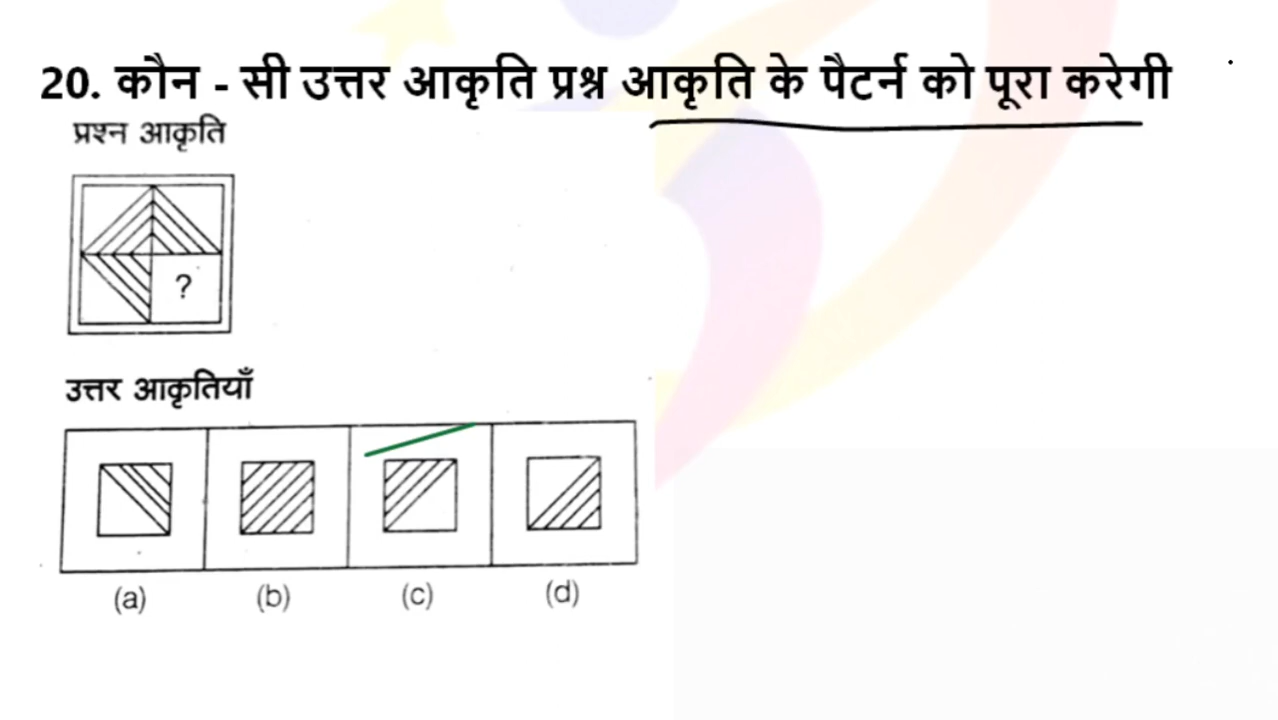 20. कौन - सी उत्तर आकृति प्रश्न आकृति के पैटर्न को पूरा करेगी
प्रश्न आकृति
?
उत्तर आकृतियाँ
(a) (b) (c) (d)